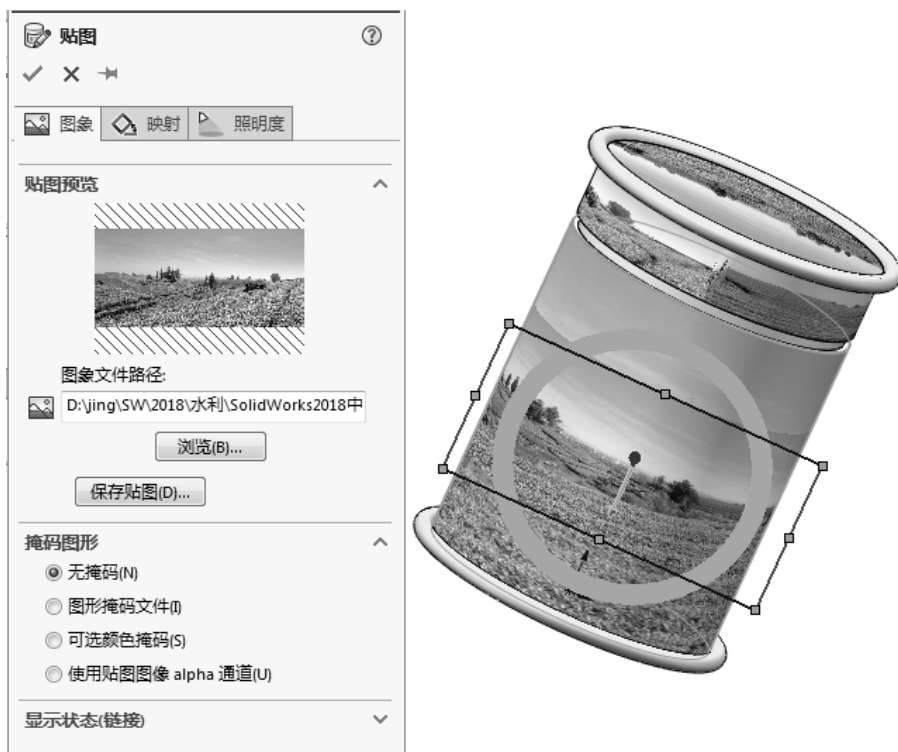 贴图
图象
映射
照明度
贴图预览
图象文件路径:
D:\jing\SW\2018\水利\SolidWorks2018中
浏览(B)...
保存贴图(D)...
掩码图形
无掩码(N)
图形掩码文件(I)
可选颜色掩码(S)
使用贴图图像 alpha 通道(U)
显示状态(链接)